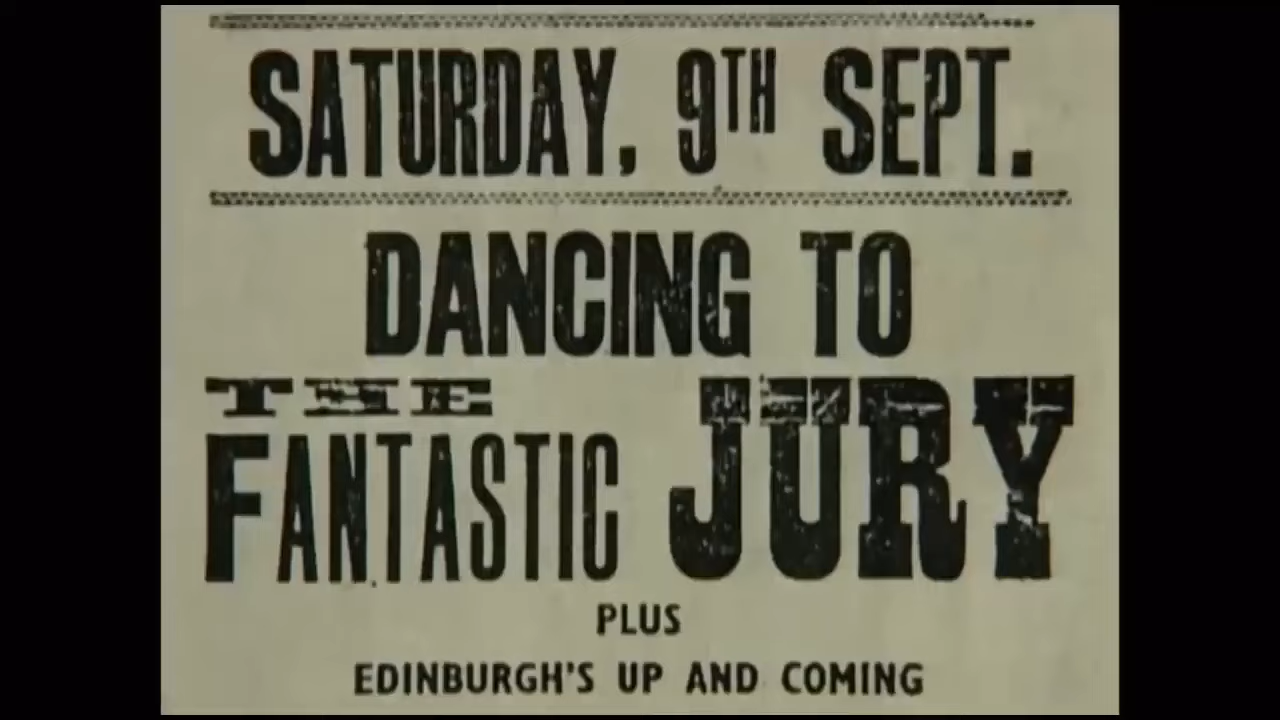 SATURDAY, 9TH SEPT.
DANCING TO
THE
FANTASTIC JURY
PLUS
EDINBURGH'S UP AND COMING